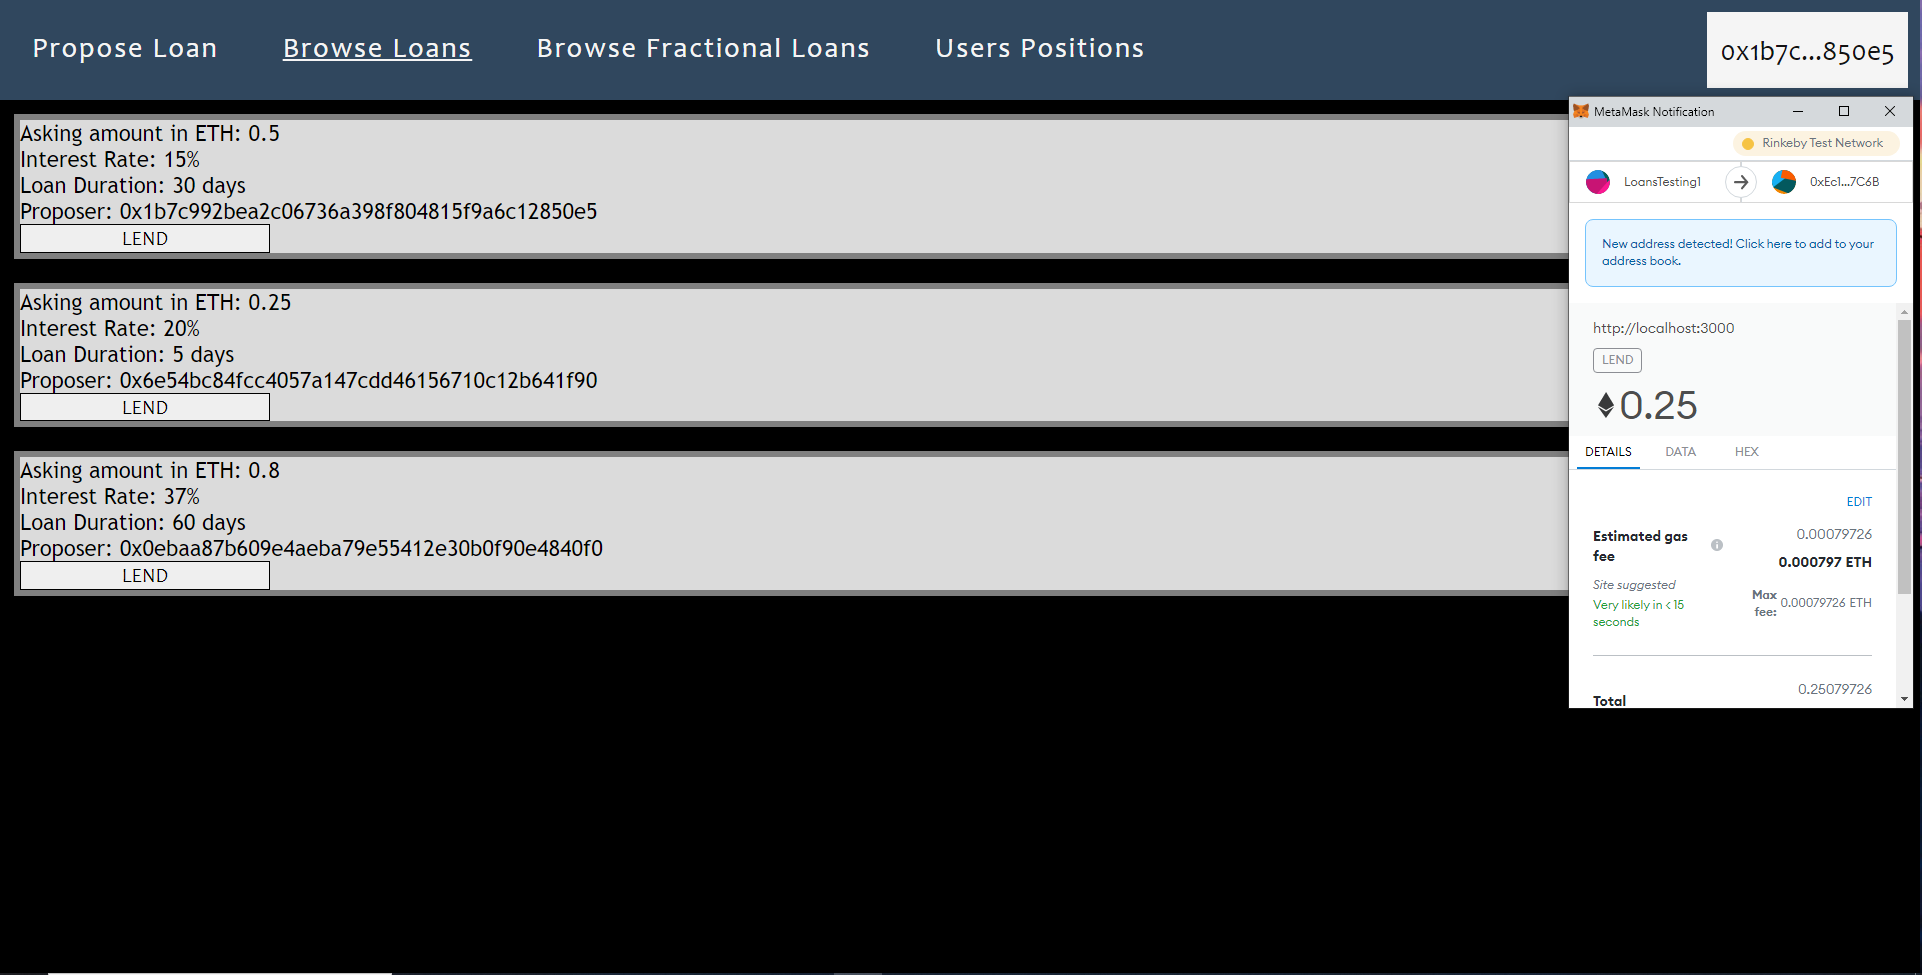 Propose Loan Browse Loans Browse Fractional Loans Users Positions 0x1b7c...850e5
Asking amount in ETH: 0.5
Interest Rate: 15%
Loan Duration: 30 days
Proposer: 0x1b7c992bea2c06736a398f804815f9a6c12850e5
LEND
Asking amount in ETH: 0.25
Interest Rate: 20%
Loan Duration: 5 days
Proposer: 0x6e54bc84fcc4057a147cdd46156710c12b641f90
LEND
Asking amount in ETH: 0.8
Interest Rate: 37%
Loan Duration: 60 days
Proposer: 0x0ebaa87b609e4aeba79e55412e30b0f90e4840f0
LEND
MetaMask Notification
Rinkeby Test Network
LoansTesting1 0xEc1...7C6B
New address detected! Click here to add to your
address book.
http://localhost:3000
LEND
0.25
DETAILS DATA HEX
EDIT
Estimated gas
fee
0.00079726
0.000797 ETH
Site suggested
Very likely in < 15
seconds
Max
fee:
0.00079726 ETH
0.25079726
Total